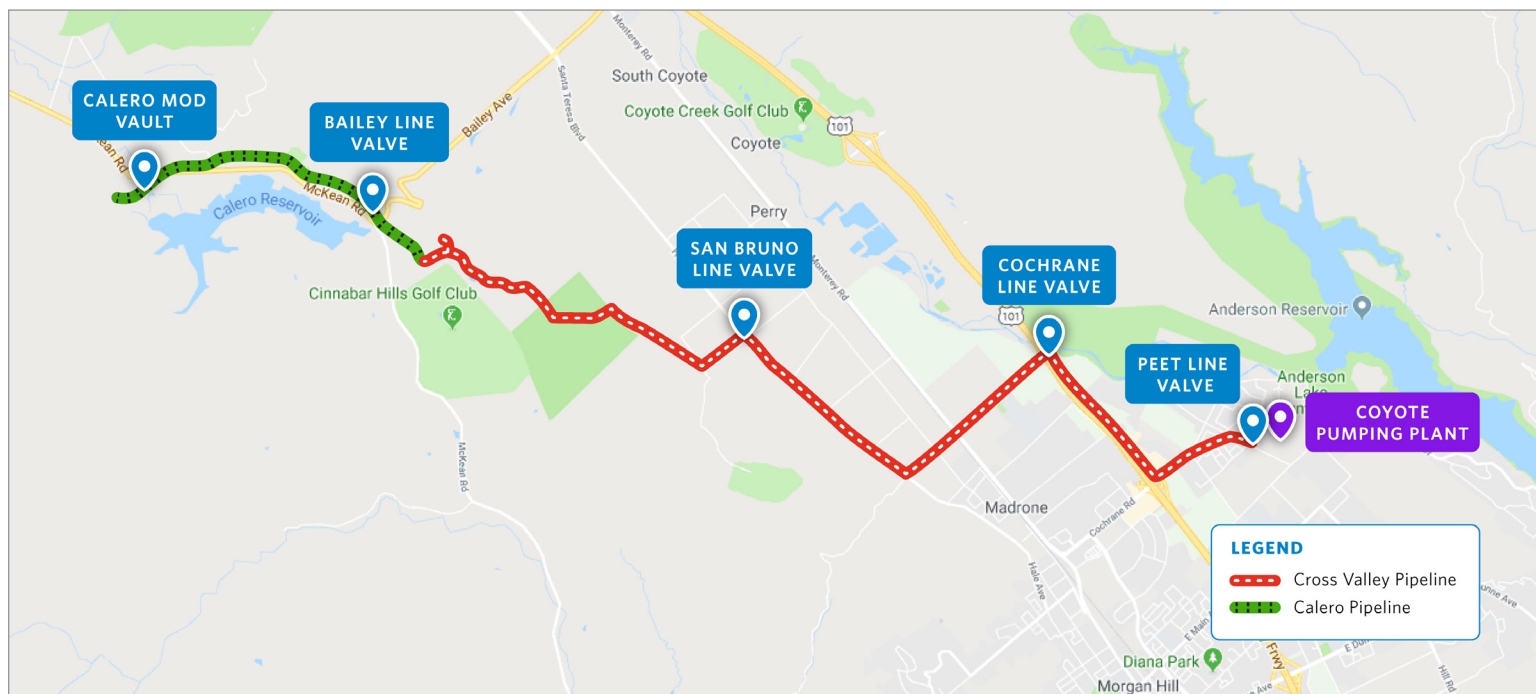 CALERO MOD
VAULT
BAILEY LINE
VALVE
Bailey Ave
Monterey Rd
Santa Teresa Blvd
South Coyote
Coyote Creek Golf Club
Coyote
101
McKean Rd
Calero Reservoir
Perry
SAN BRUNO
LINE VALVE
Monterey Rd
COCHRANE
LINE VALVE
101
Anderson Reservoir
Cinnabar Hills Golf Club
PEET LINE
VALVE
Anderson
COYOTE
PUMPING PLANT
McKean Rd
Madrone
Cochrane Rd
Hale Ave
LEGEND
Cross Valley Pipeline
Calero Pipeline
E Main
Frwy
Hill Rd
Diana Park
Morgan Hill